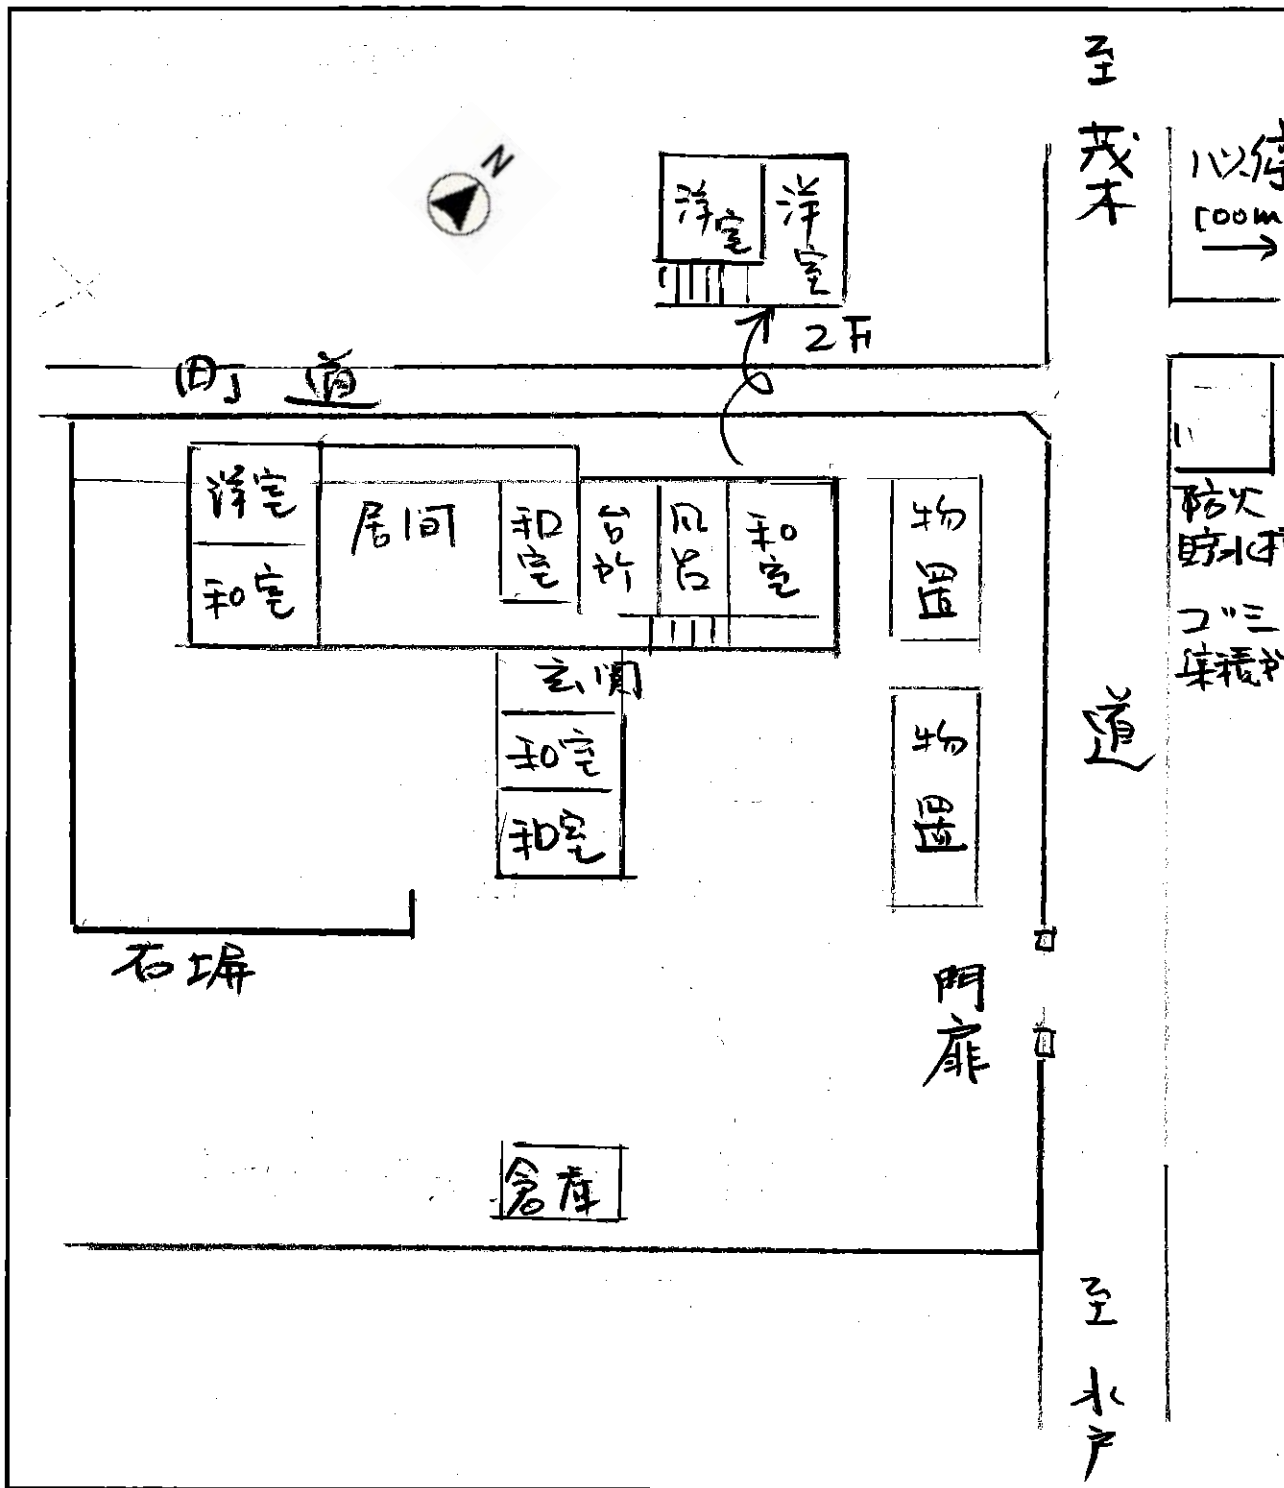 至 茂木
バス停
100m
→
N
洋室
洋室
2F
町道
洋室
居間
和室
台所
風呂
和室
物置
和室
防火
貯水槽
ゴミ
集積所
玄関
和室
物置
道
和室
石塀
門扉
倉庫
至 水戸